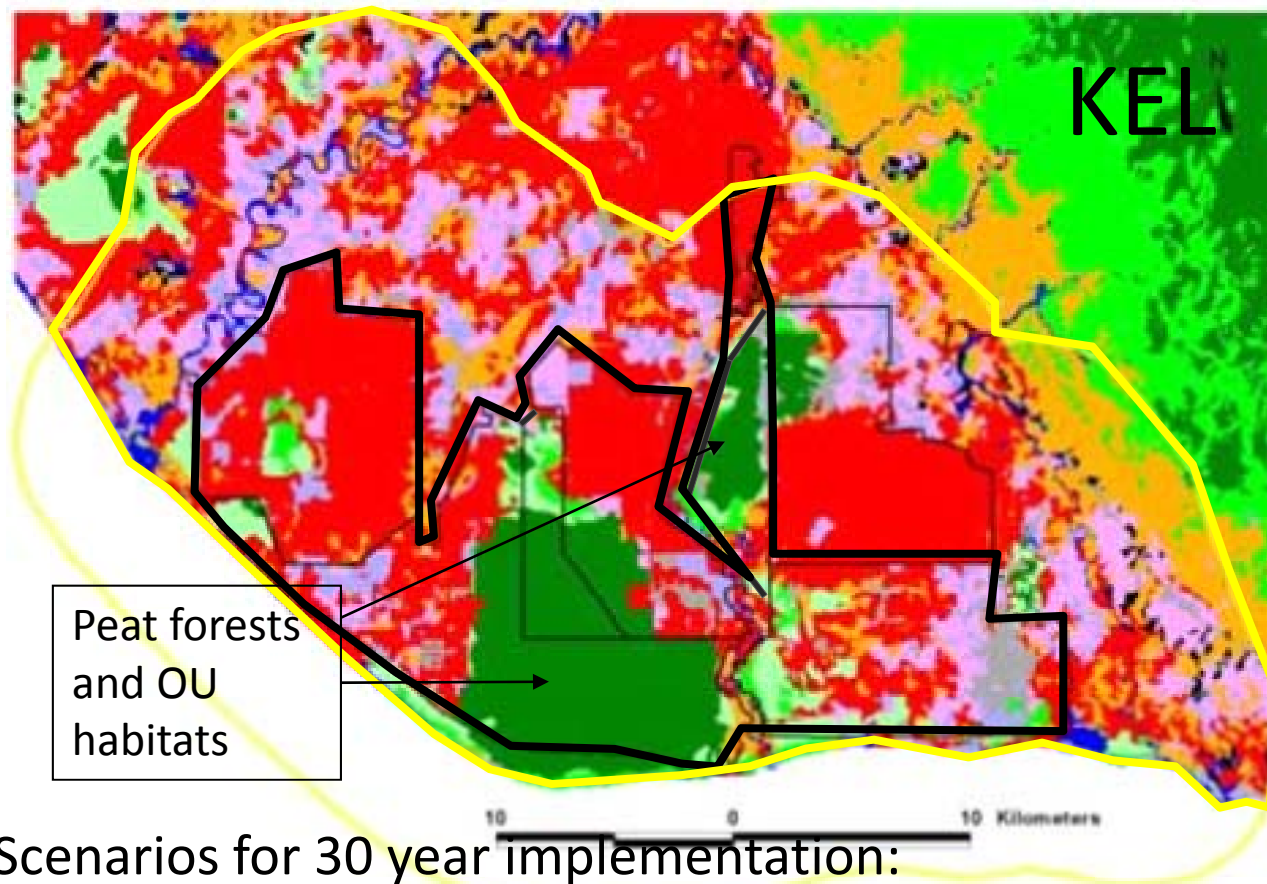 N
KEL
Peat forests
and OU
habitats
10 0 10 Kilometers
Scenarios for 30 year implementation: